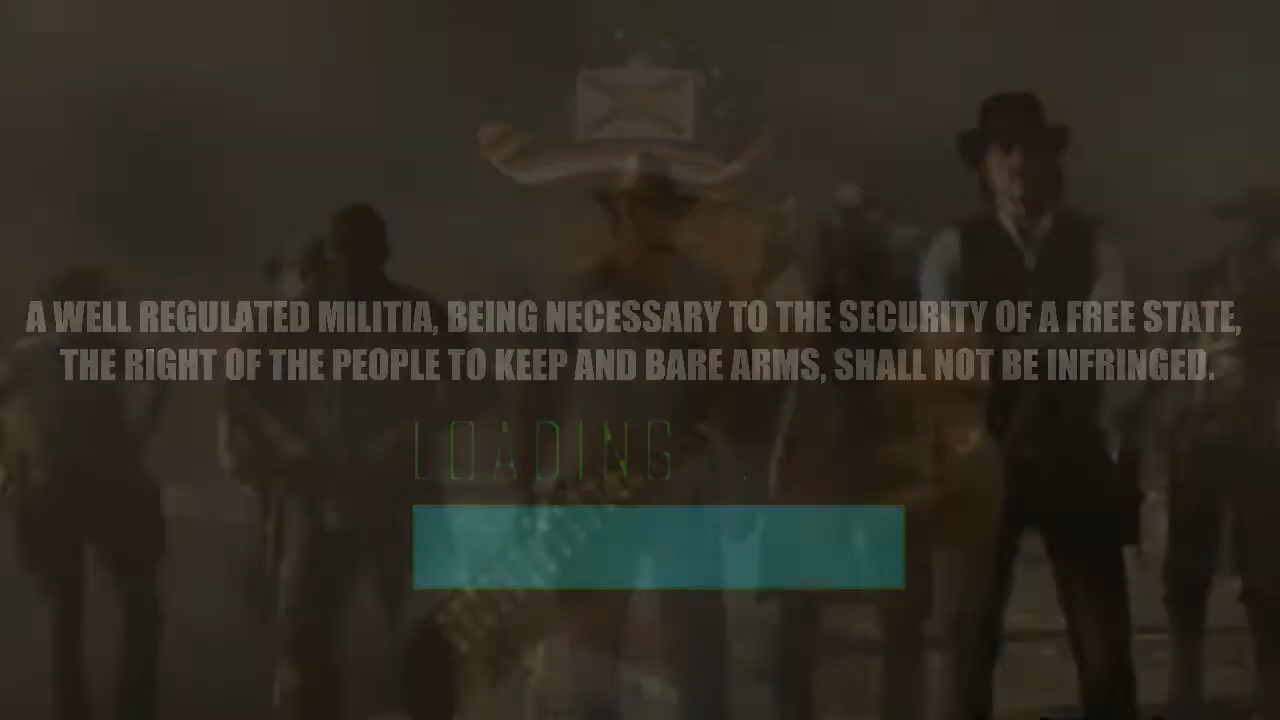 A WELL REGULATED MILITIA, BEING NECESSARY TO THE SECURITY OF A FREE STATE,
THE RIGHT OF THE PEOPLE TO KEEP AND BARE ARMS, SHALL NOT BE INFRINGED.
LOADING